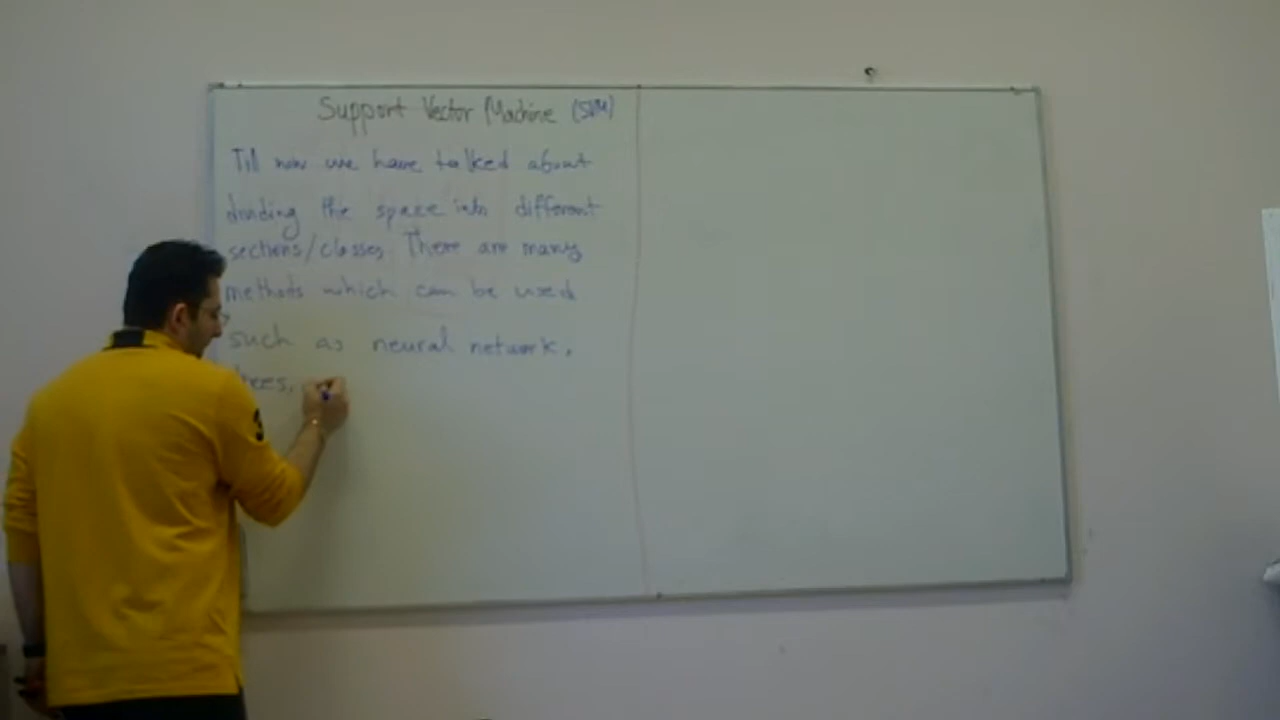 Support Vector Machine (SVM)
Till now we have talked about
dividing the space into different
sections/classes. There are many
methods which can be used
such as neural network,
trees,
3